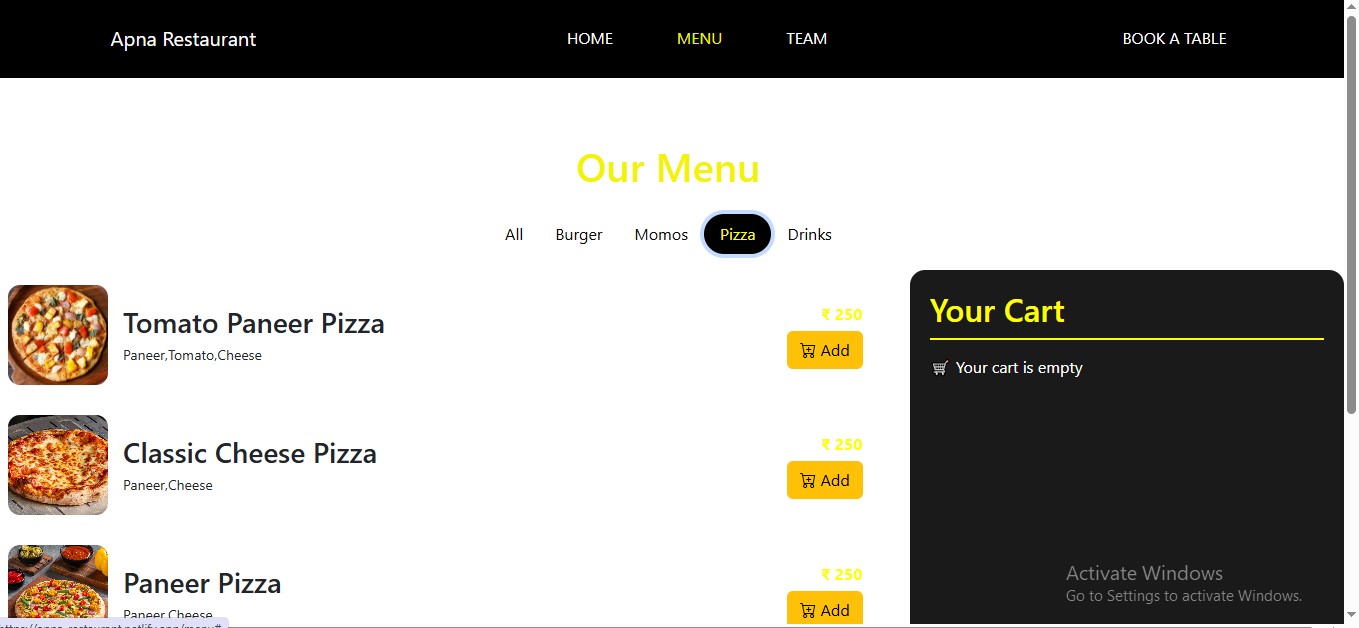 Apna Restaurant HOME MENU TEAM BOOK A TABLE
Our Menu
All Burger Momos Pizza Drinks
Tomato Paneer Pizza
Paneer,Tomato,Cheese
₹ 250
Add
Classic Cheese Pizza
Paneer,Cheese
₹ 250
Add
Paneer Pizza
Paneer,Cheese
₹ 250
Add
Your Cart
Your cart is empty
Activate Windows
Go to Settings to activate Windows.